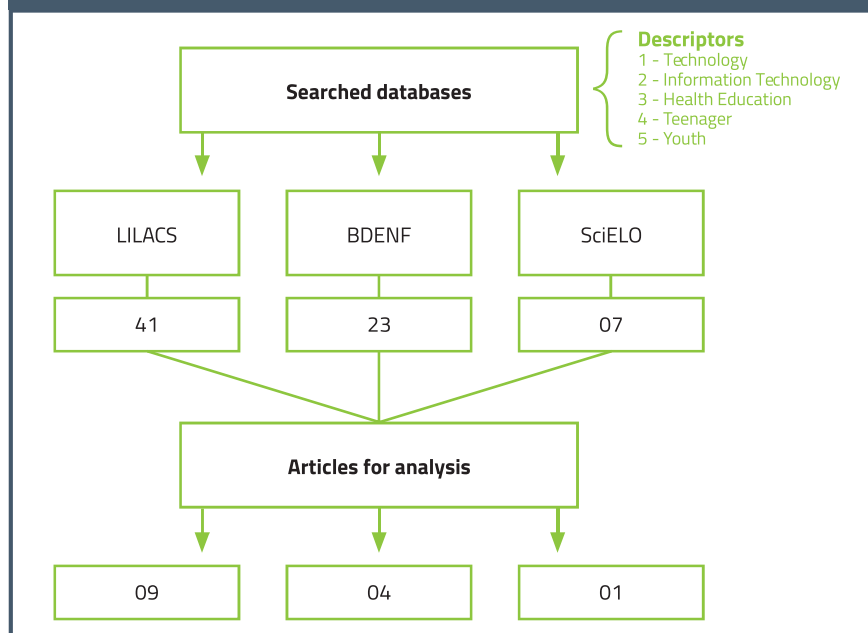 Searched databases
Descriptors
1 - Technology
2 - Information Technology
3 - Health Education
4 - Teenager
5 - Youth
LILACS
BDENF
SciELO
41
23
07
Articles for analysis
09
04
01